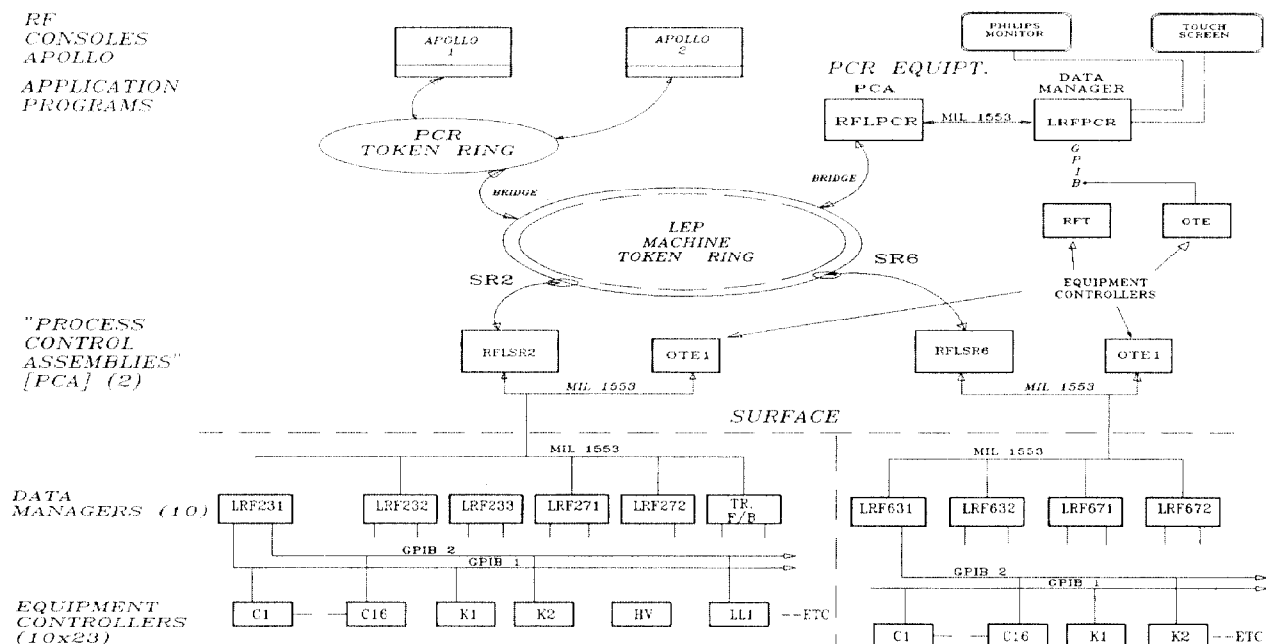 RF
CONSOLES
APOLLO
APPLICATION
PROGRAMS
APOLLO
1
APOLLO
2
PHILIPS
MONITOR
TOUCH
SCREEN
PCR EQUIPT.
PCA
DATA
MANAGER
RFLPCR
MIL 1553
LRFPCR
PCR
TOKEN RING
GPIB
BRIDGE
BRIDGE
RFT
OTE
LEP
MACHINE
TOKEN RING
SR2
SR6
EQUIPMENT
CONTROLLERS
"PROCESS
CONTROL
ASSEMBLIES"
[PCA] (2)
RFLSR2
OTE1
RFLSR6
OTE1
MIL 1553
MIL 1553
SURFACE
MIL 1553
MIL 1553
DATA
MANAGERS (10)
LRF231
LRF232
LRF233
LRF271
LRF272
TR.
F/B
LRF631
LRF632
LRF671
LRF672
GPIB 2
GPIB 1
GPIB 2
GPIB 1
EQUIPMENT
CONTROLLERS
(10x23)
C1
C16
K1
K2
HV
LL1
--ETC
C1
C16
K1
K2
--ETC